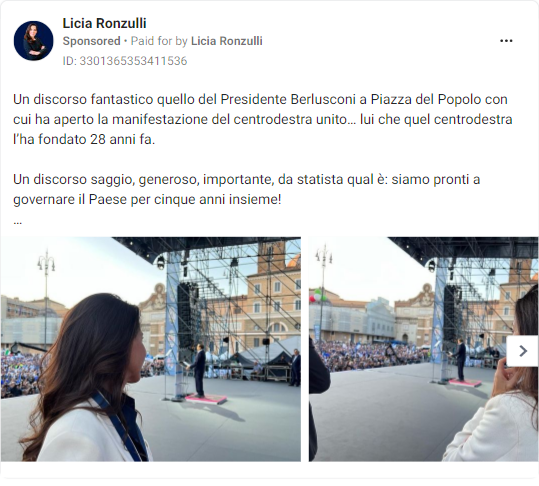 Licia Ronzulli
Sponsored • Paid for by Licia Ronzulli
ID: 3301365353411536
Un discorso fantastico quello del Presidente Berlusconi a Piazza del Popolo con
cui ha aperto la manifestazione del centrodestra unito... lui che quel centrodestra
l'ha fondato 28 anni fa.
Un discorso saggio, generoso, importante, da statista qual è: siamo pronti a
governare il Paese per cinque anni insieme!
...